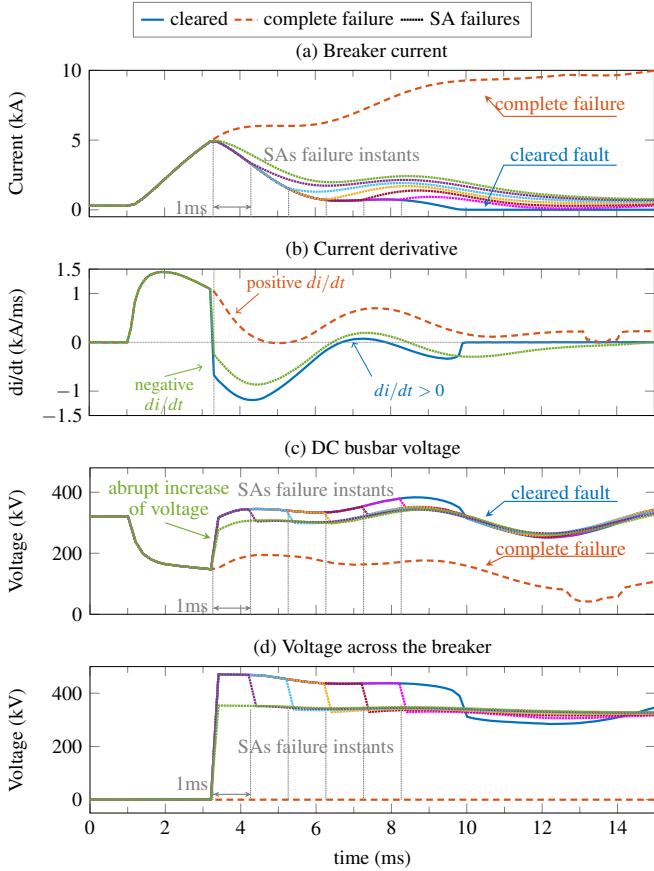 cleared complete failure SA failures
(a) Breaker current
10
5
0
Current (kA)
complete failure
SAs failure instants
cleared fault
1ms
(b) Current derivative
1.5
1
0
−1
−1.5
di/dt (kA/ms)
positive di/dt
negative
di/dt
di/dt > 0
(c) DC busbar voltage
400
200
0
Voltage (kV)
SAs failure instants
abrupt increase
of voltage
cleared fault
complete failure
1ms
(d) Voltage across the breaker
400
200
0
Voltage (kV)
SAs failure instants
1ms
0 2 4 6 8 10 12 14
time (ms)